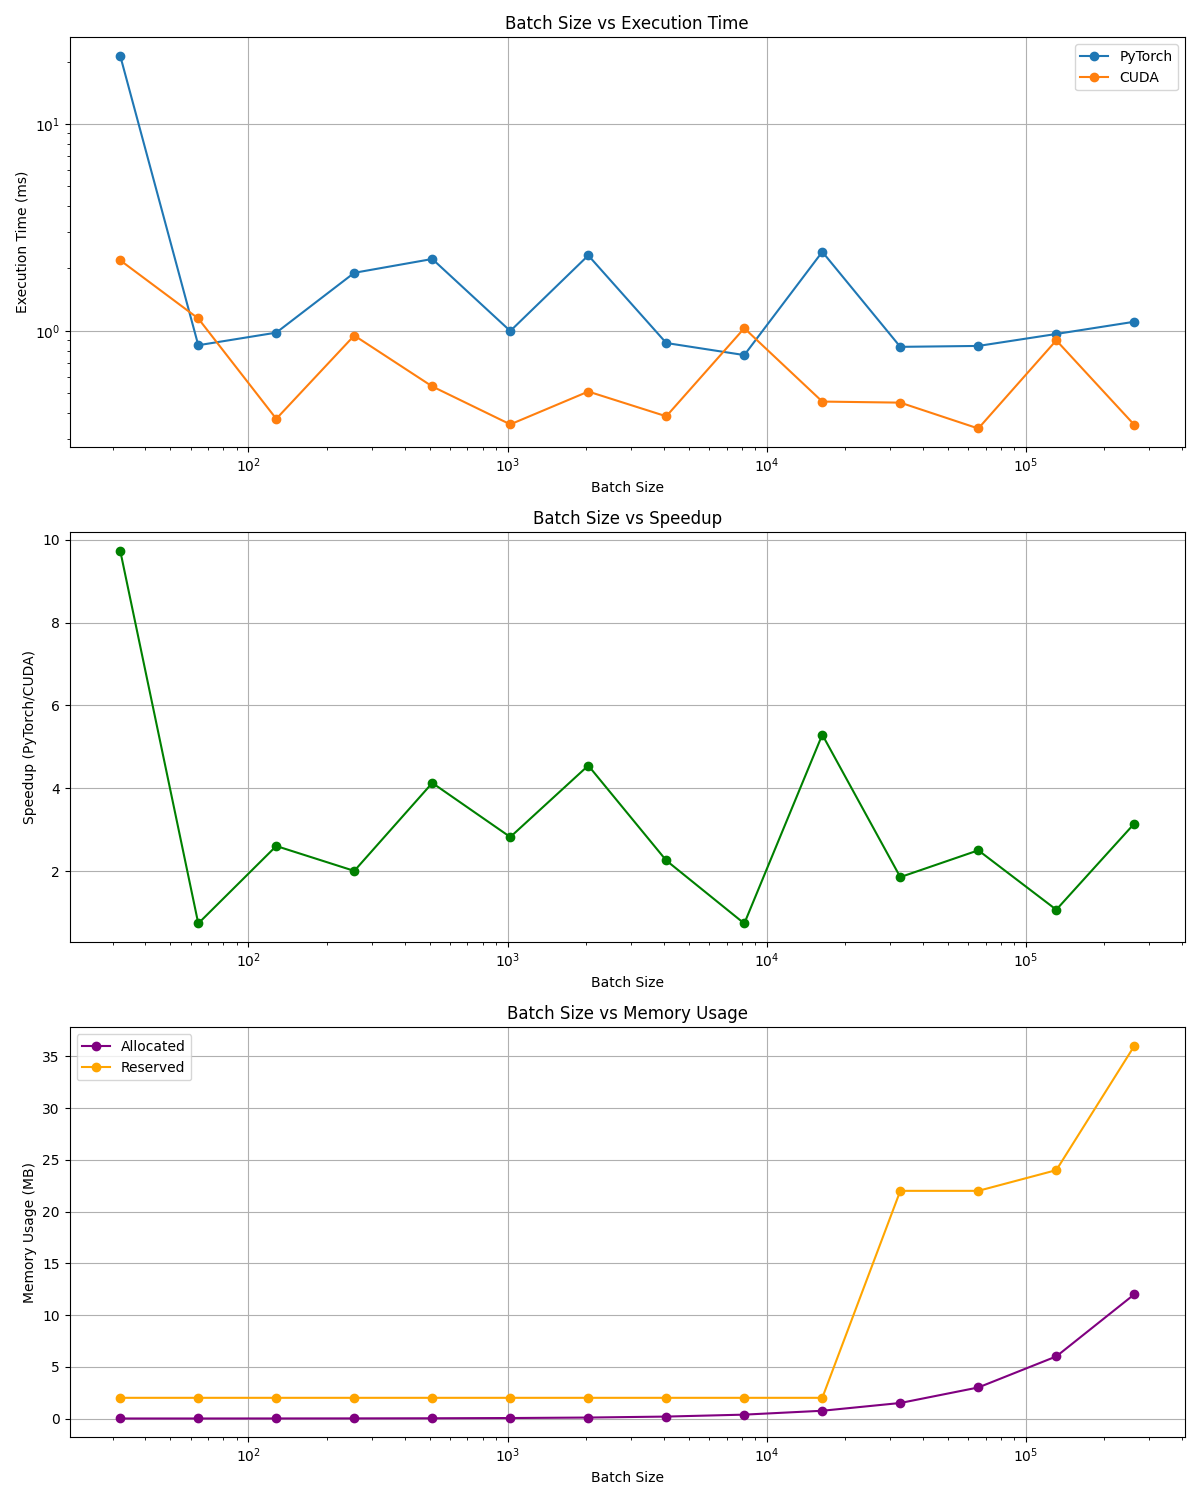 Batch Size vs Execution Time
PyTorch
CUDA
Execution Time (ms)
10¹
10⁰
10² 10³ 10⁴ 10⁵
Batch Size
Batch Size vs Speedup
Speedup (PyTorch/CUDA)
10
8
6
4
2
10² 10³ 10⁴ 10⁵
Batch Size
Batch Size vs Memory Usage
Allocated
Reserved
Memory Usage (MB)
35
30
25
20
15
10
5
0
10² 10³ 10⁴ 10⁵
Batch Size